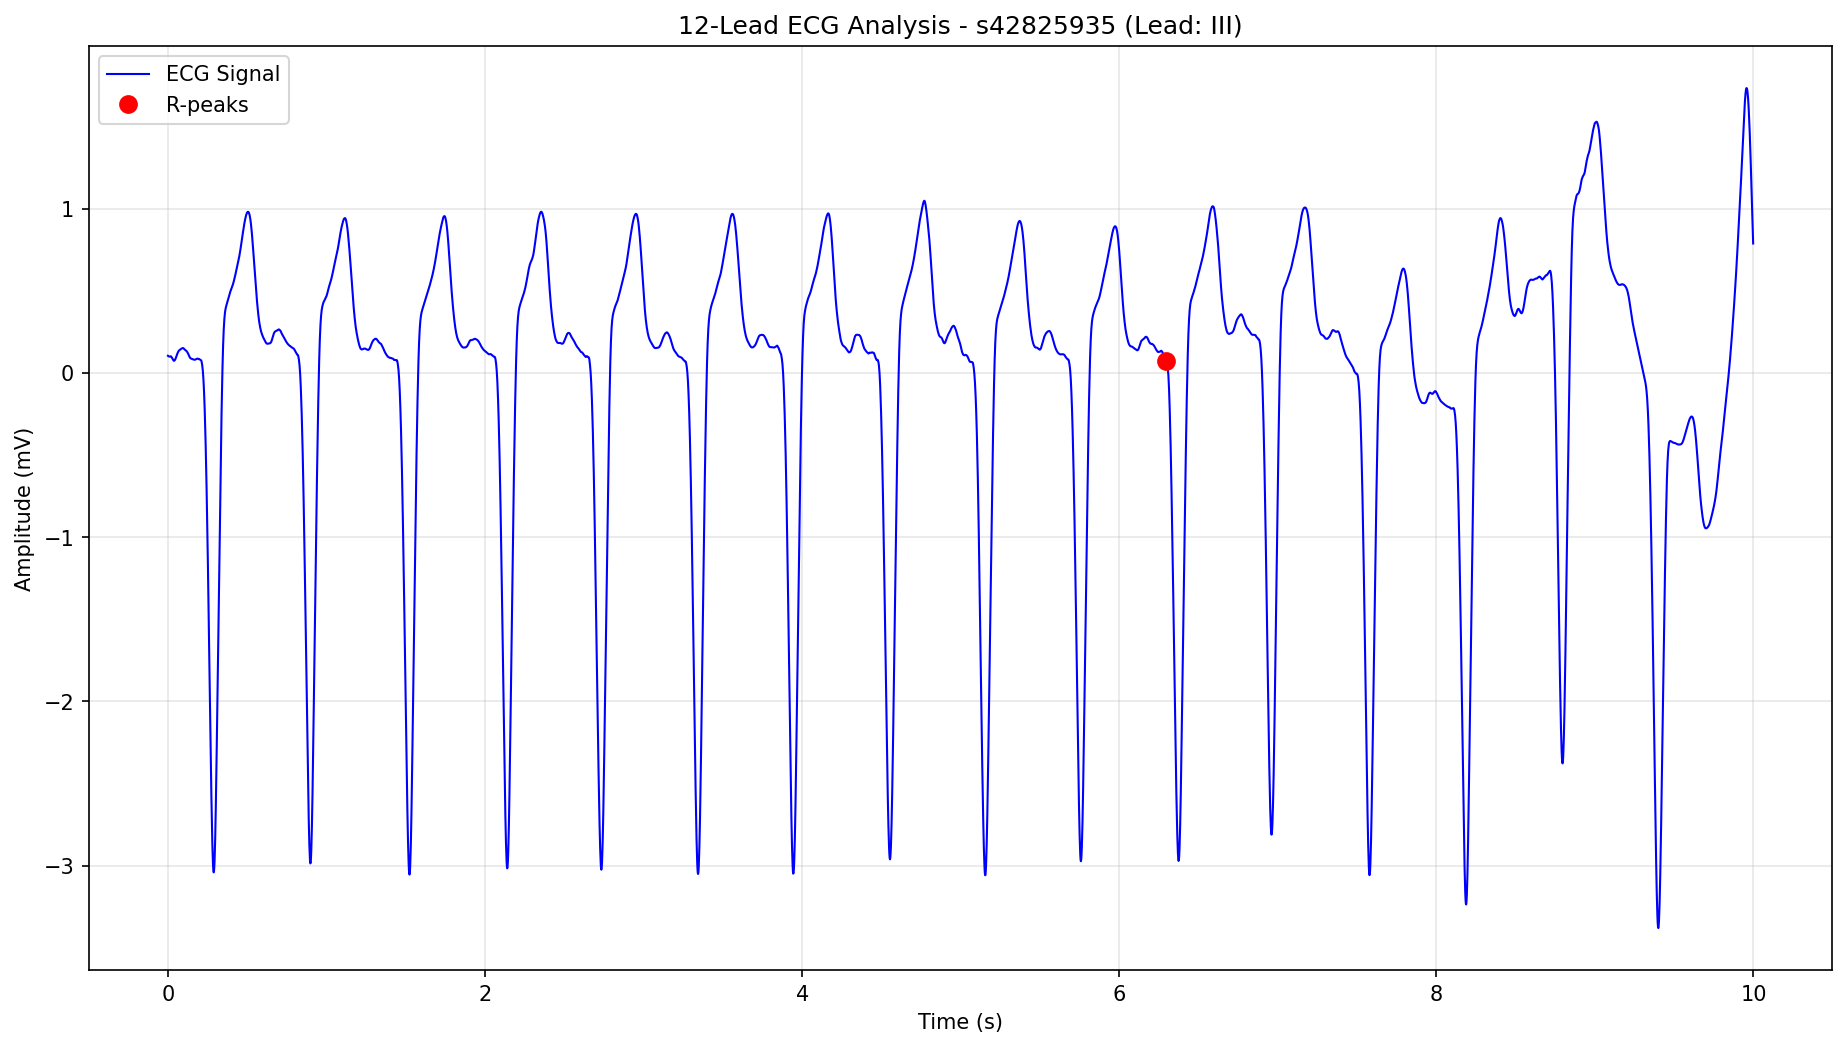 12-Lead ECG Analysis - s42825935 (Lead: III)
ECG Signal
R-peaks
Amplitude (mV)
1
0
−1
−2
−3
0 2 4 6 8 10
Time (s)